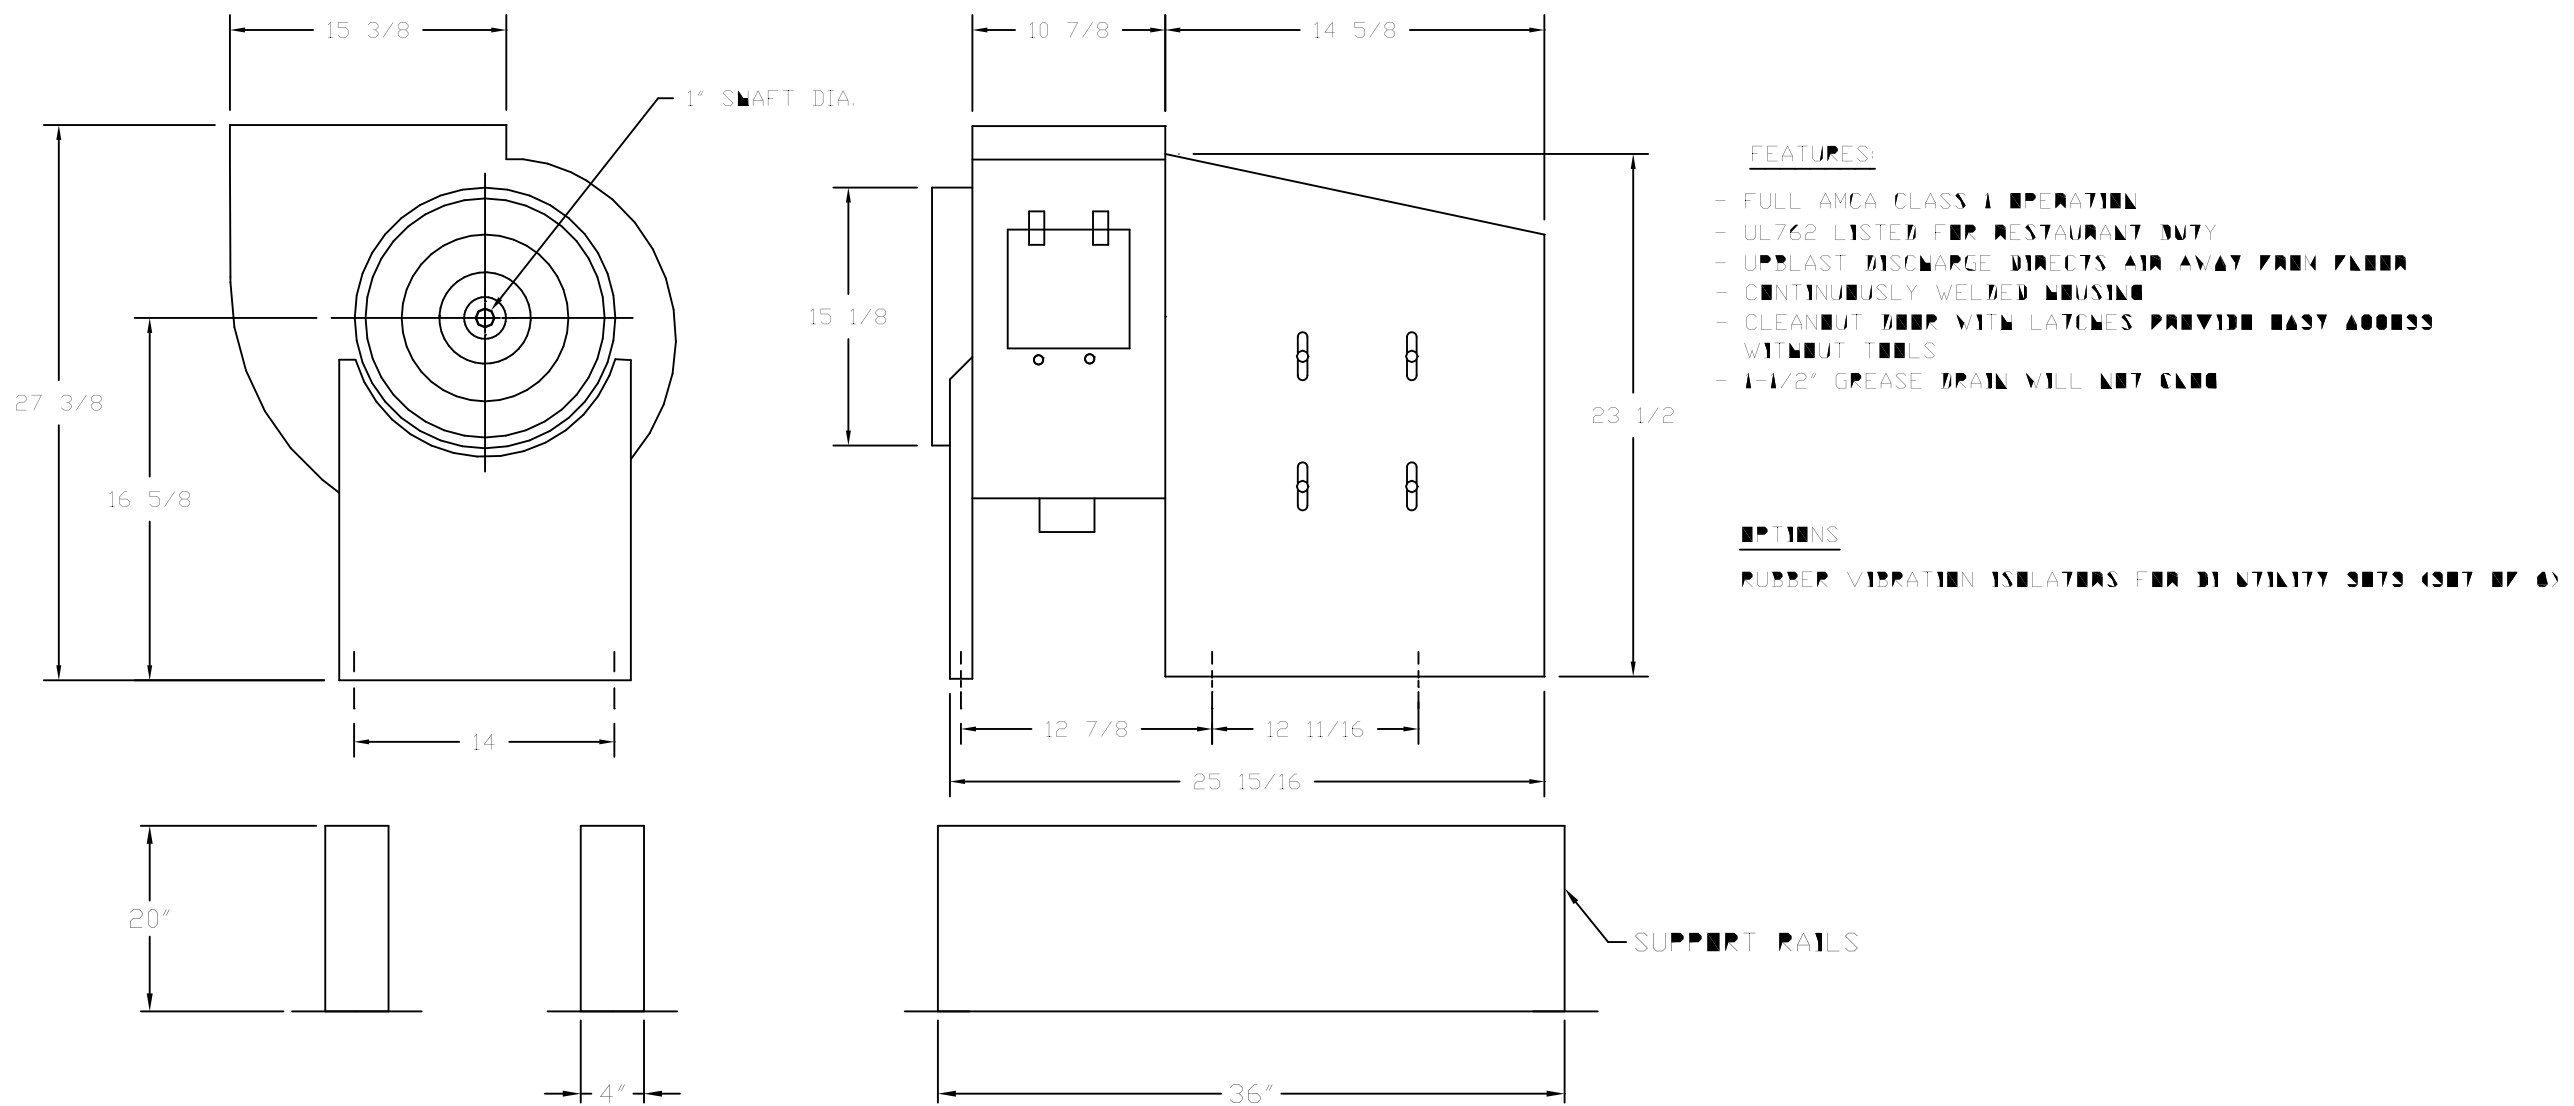 15 3/8
10 7/8
14 5/8
1" SHAFT DIA.
FEATURES:
- FULL AMCA CLASS 1 OPERATION
- UL762 LISTED FOR RESTAURANT DUTY
- UPBLAST DISCHARGE DIRECTS AIR AWAY FROM FLOOR
- CONTINUOUSLY WELDED HOUSING
- CLEANOUT DOOR WITH LATCHES PROVIDE EASY ACCESS
WITHOUT TOOLS
- 1-1/2" GREASE DRAIN WILL NOT CLOG
15 1/8
27 3/8
23 1/2
16 5/8
OPTIONS
RUBBER VIBRATION ISOLATORS FOR DI UTILITY SETS (SET OF
14
12 7/8
12 11/16
25 15/16
20"
SUPPORT RAILS
4"
36"